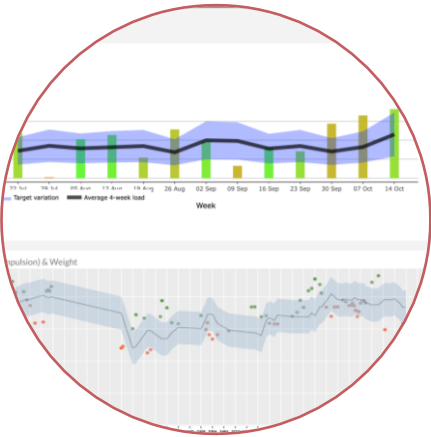 22 Jul 29 Jul 05 Aug 12 Aug 19 Aug 26 Aug 02 Sep 09 Sep 16 Sep 23 Sep 30 Sep 07 Oct 14 Oct
Target variation Average 4-week load
Week
npulsion) & Weight